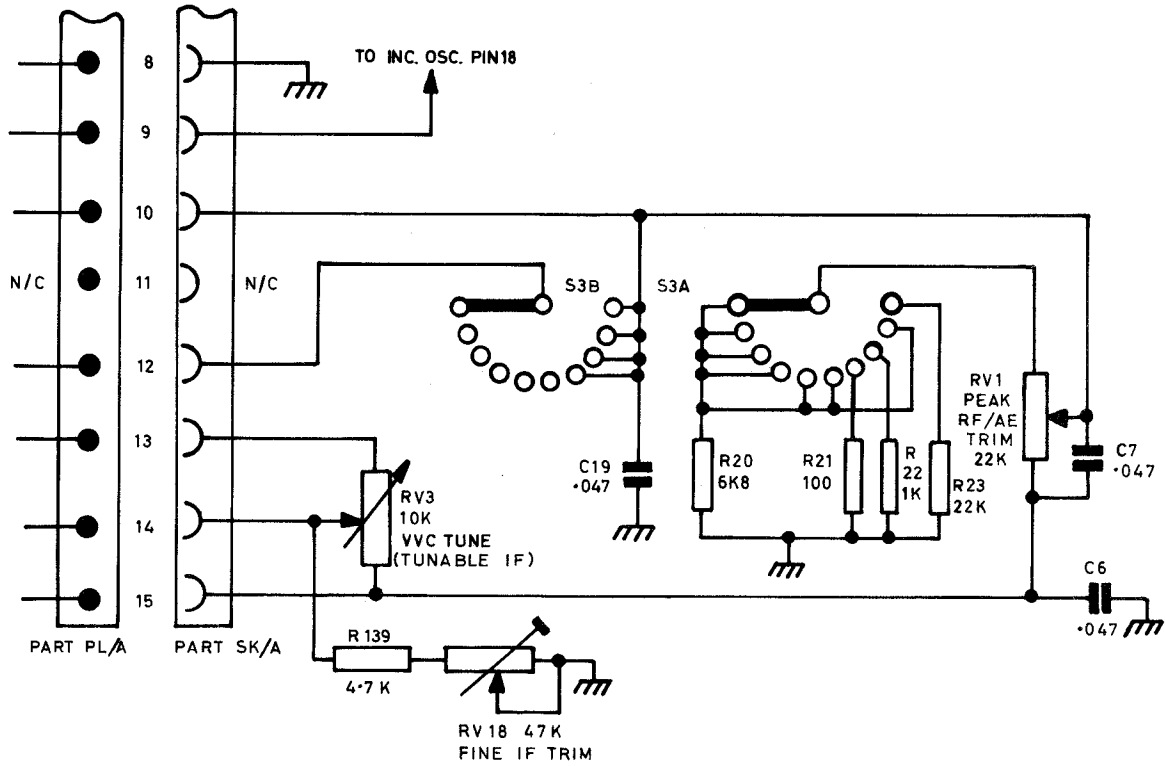 8
TO INC. OSC. PIN18
9
10
N/C
11
N/C
S3B
S3A
12
RV1
PEAK
RF/AE
TRIM
22K
13
C7
·047
C19
·047
R20
6K8
R21
100
R
22
1K
R23
22K
RV3
10K
VVC TUNE
(TUNABLE IF)
14
C6
·047
15
PART PL/A
PART SK/A
R139
4·7 K
RV18 47K
FINE IF TRIM